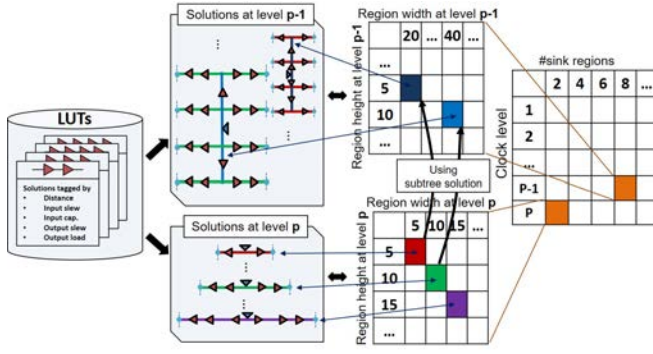 Solutions at level p-1
Region width at level p-1
20 ... 40 ...
Region height at level p-1
...
5
10
...
#sink regions
2 4 6 8 ...
Clock level
1
2
...
P-1
P
LUTs
Solutions tagged by
• Distance
• Input slew
• Input cap.
• Output slew
• Output load
...
Using
subtree solution
Solutions at level p
...
...
Region width at level p
5 10 15 ...
Region height at level p
5
10
15
...